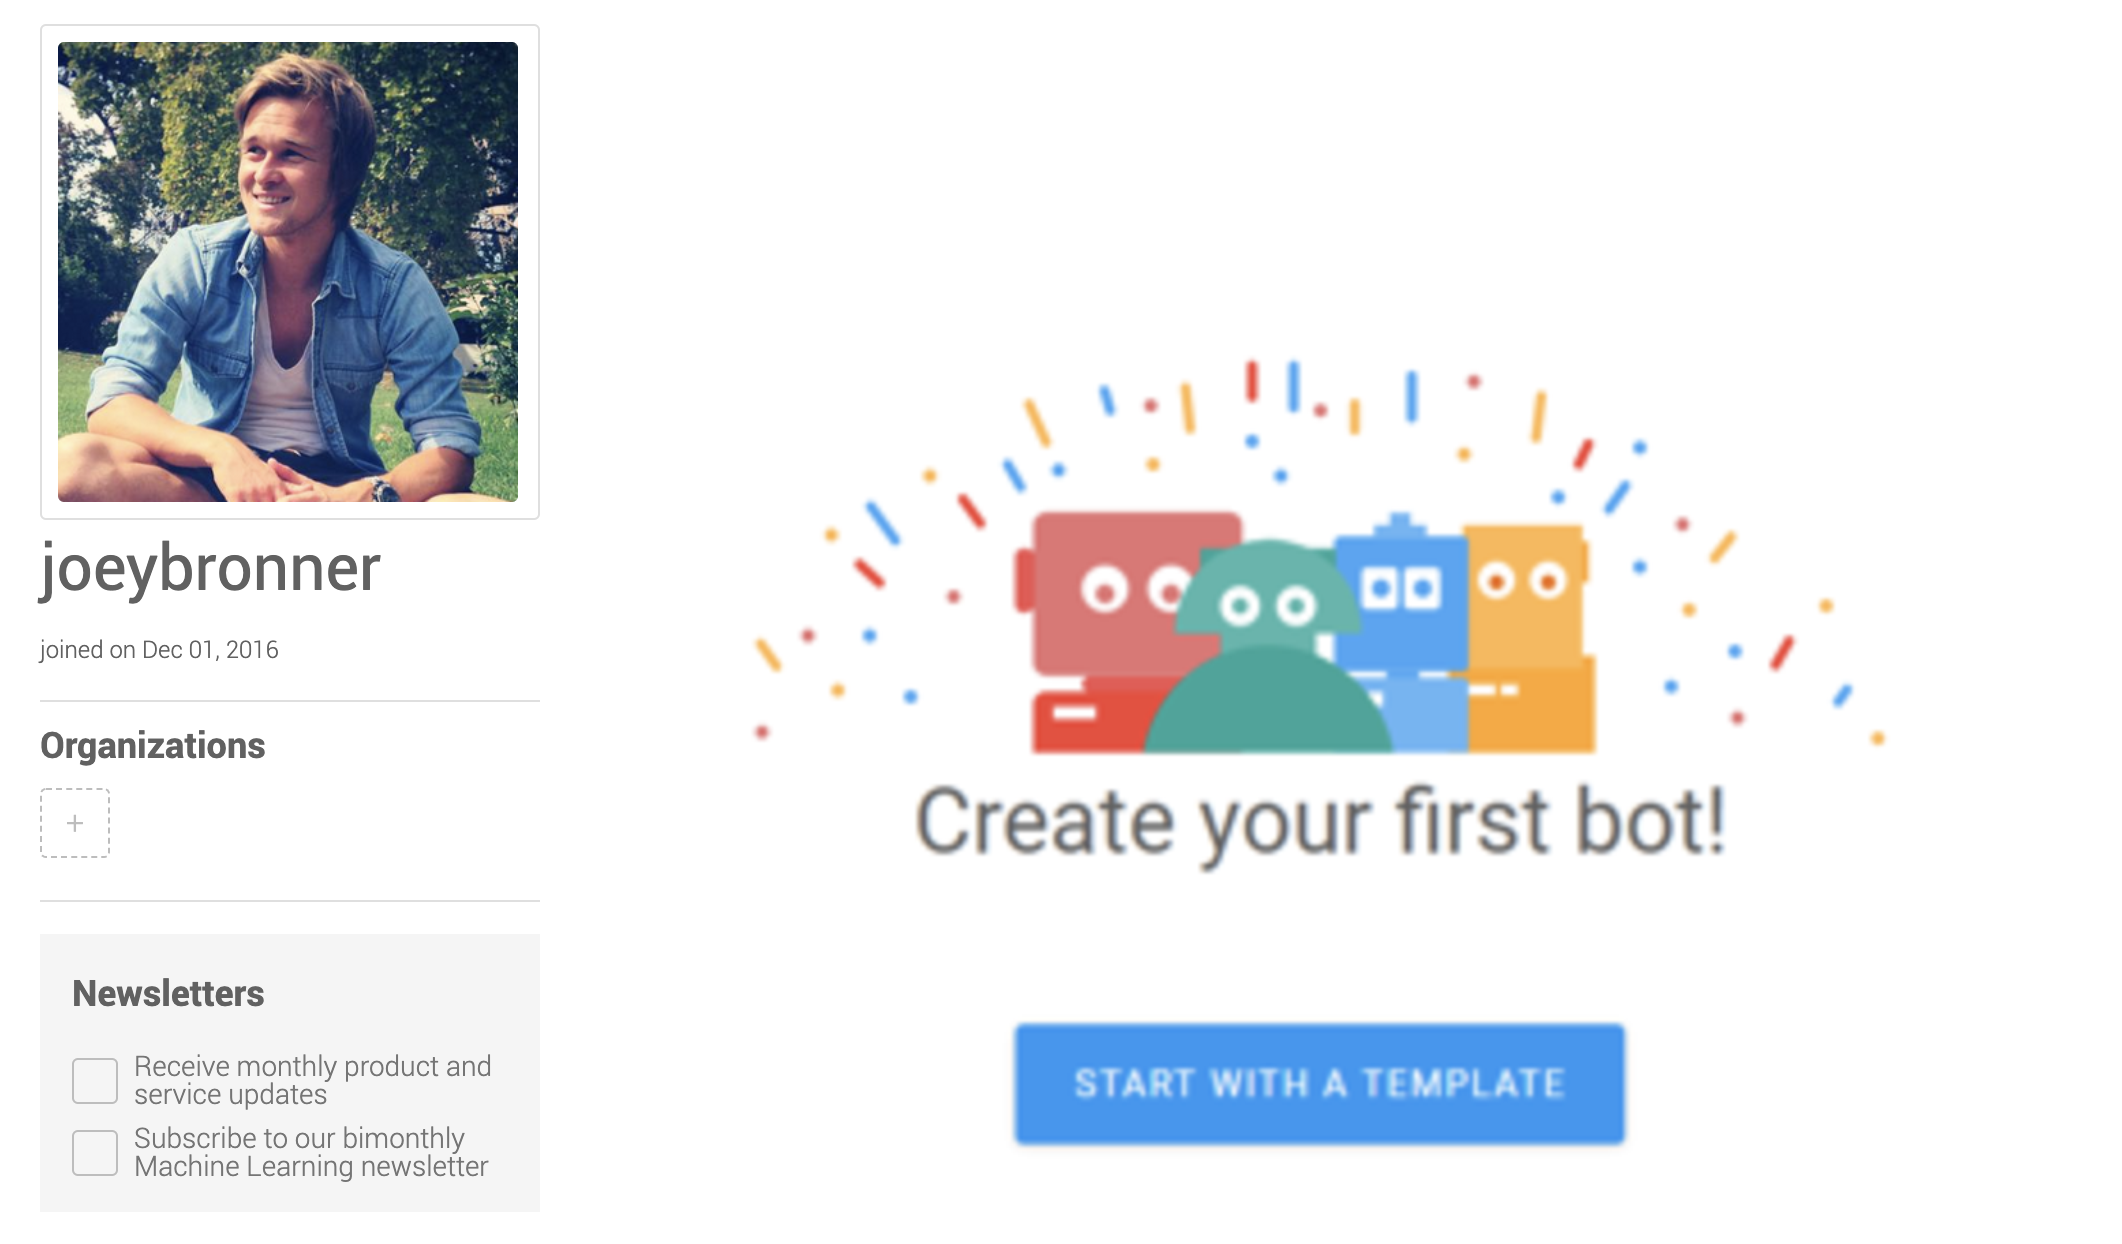 joeybronner
joined on Dec 01, 2016
Organizations
+
Newsletters
Receive monthly product and
service updates
Subscribe to our bimonthly
Machine Learning newsletter
Create your first bot!
START WITH A TEMPLATE